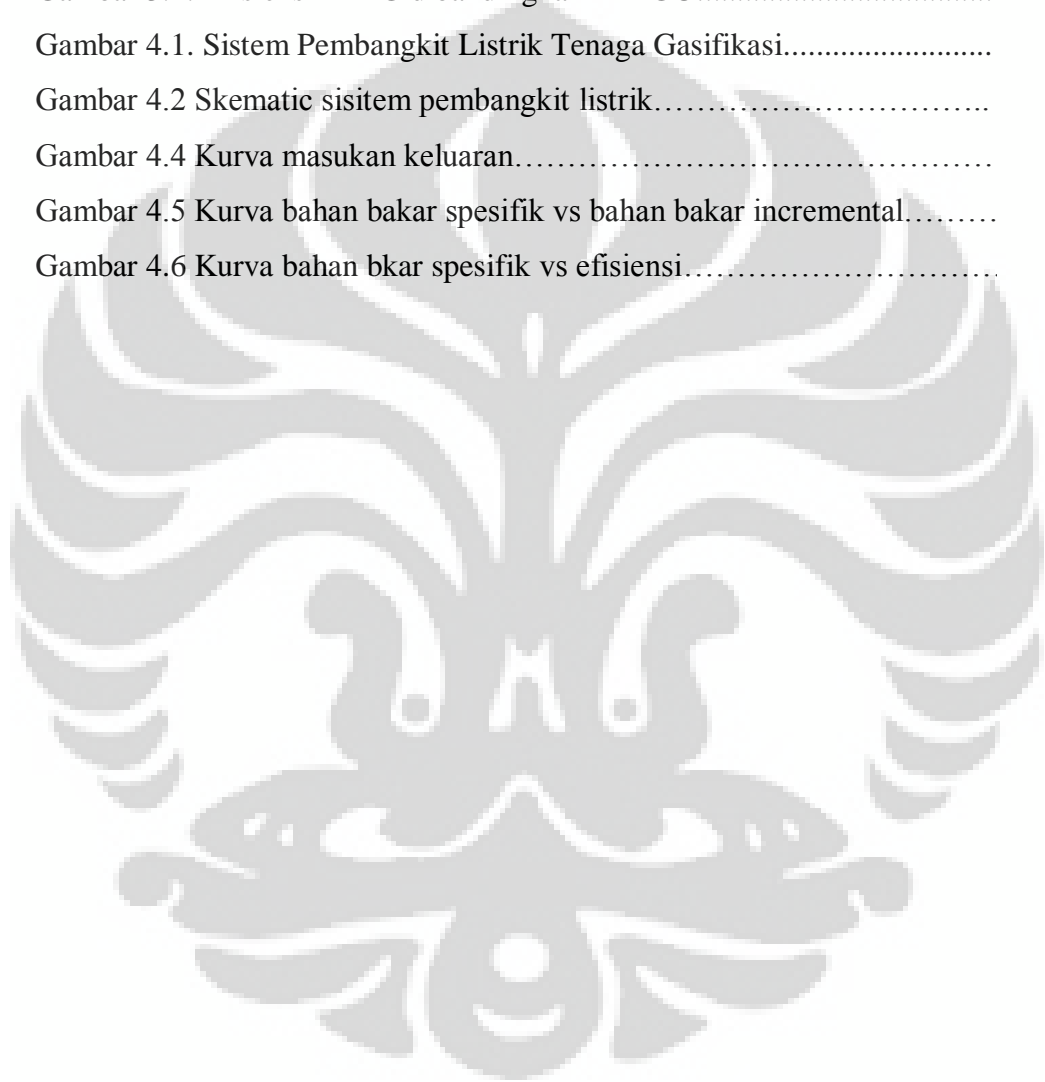 Gambar 4.1. Sistem Pembangkit Listrik Tenaga Gasifikasi..........................
Gambar 4.2 Skematic sisitem pembangkit listrik…………………………..
Gambar 4.4 Kurva masukan keluaran………………………………………
Gambar 4.5 Kurva bahan bakar spesifik vs bahan bakar incremental………
Gambar 4.6 Kurva bahan bkar spesifik vs efisiensi…………………………